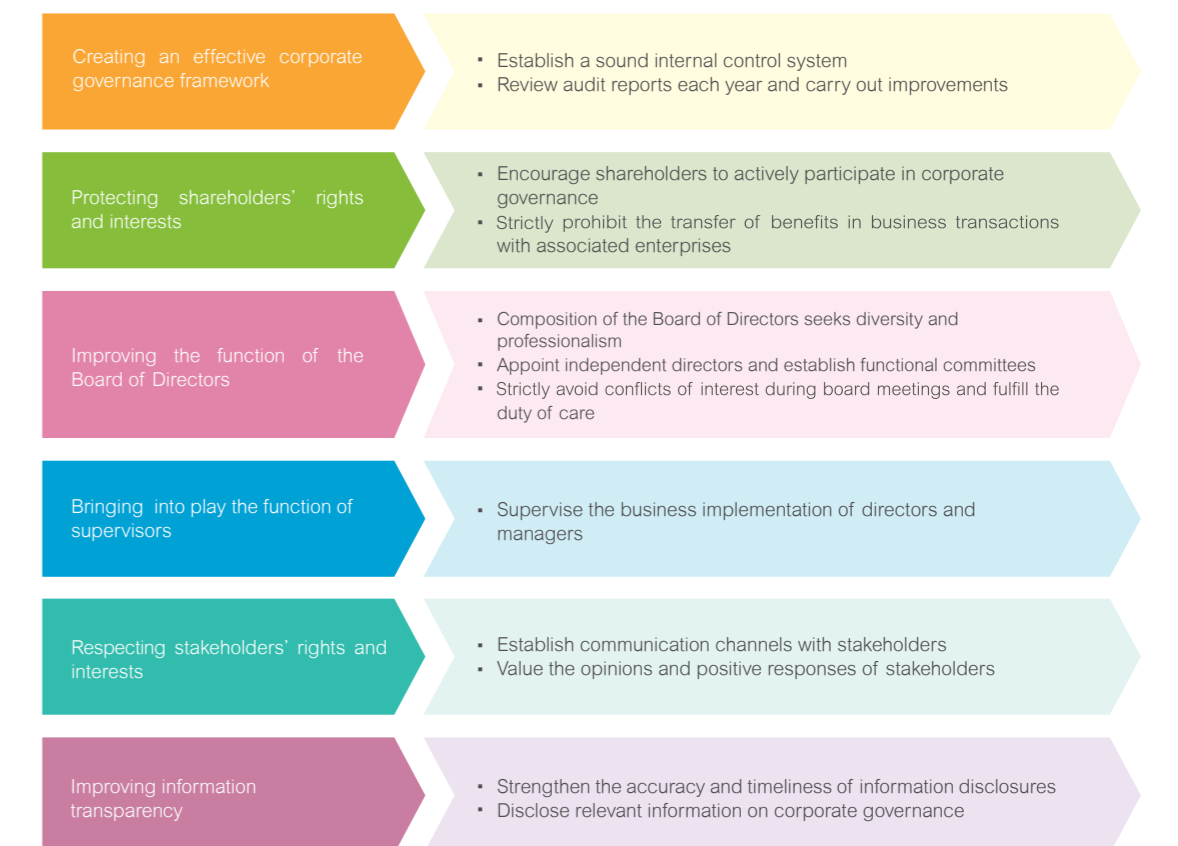 Creating an effective corporate
governance framework
▪ Establish a sound internal control system
▪ Review audit reports each year and carry out improvements
Protecting shareholders’ rights
and interests
▪ Encourage shareholders to actively participate in corporate
governance
▪ Strictly prohibit the transfer of benefits in business transactions
with associated enterprises
Improving the function of the
Board of Directors
▪ Composition of the Board of Directors seeks diversity and
professionalism
▪ Appoint independent directors and establish functional committees
▪ Strictly avoid conflicts of interest during board meetings and fulfill the
duty of care
Bringing into play the function of
supervisors
▪ Supervise the business implementation of directors and
managers
Respecting stakeholders’ rights and
interests
▪ Establish communication channels with stakeholders
▪ Value the opinions and positive responses of stakeholders
Improving information
transparency
▪ Strengthen the accuracy and timeliness of information disclosures
▪ Disclose relevant information on corporate governance